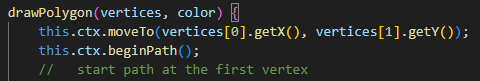 drawPolygon(vertices, color) {
this.ctx.moveTo(vertices[0].getX(), vertices[1].getY());
this.ctx.beginPath();
// start path at the first vertex